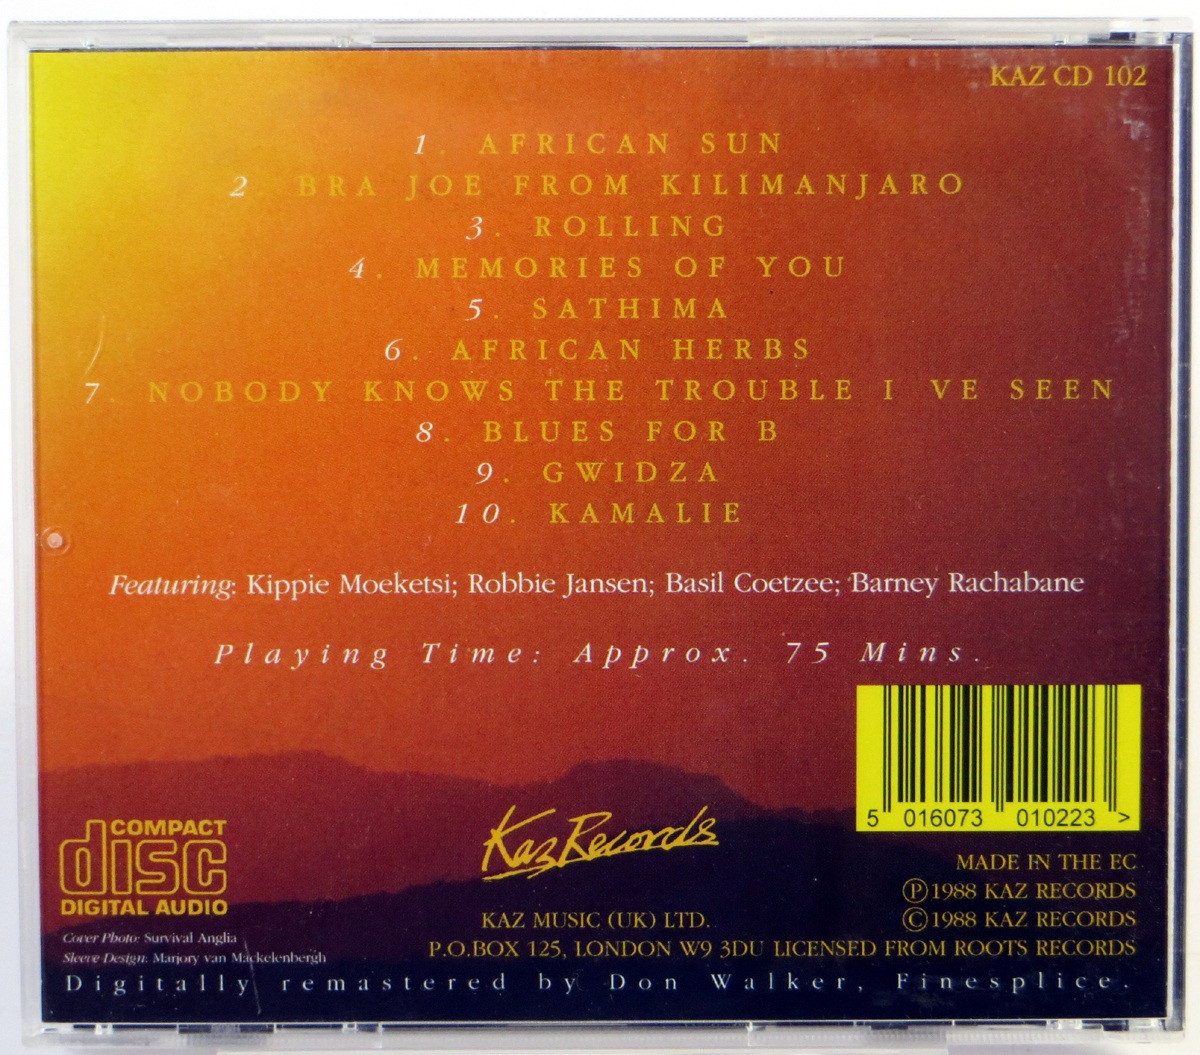 KAZ CD 102
1. AFRICAN SUN
2. BRA JOE FROM KILIMANJARO
3. ROLLING
4. MEMORIES OF YOU
5. SATHIMA
6. AFRICAN HERBS
7. NOBODY KNOWS THE TROUBLE I VE SEEN
8. BLUES FOR B
9. GWIDZA
10. KAMALIE
Featuring: Kippie Moeketsi; Robbie Jansen; Basil Coetzee; Barney Rachabane
Playing Time: Approx. 75 Mins.
5 016073 010223 >
COMPACT
disc
DIGITAL AUDIO
Kaz Records
MADE IN THE EC
Ⓟ1988 KAZ RECORDS
©1988 KAZ RECORDS
KAZ MUSIC (UK) LTD.
P.O.BOX 125, LONDON W9 3DU LICENSED FROM ROOTS RECORDS
Cover Photo: Survival Anglia
Sleeve Design: Marjory van Mackelenbergh
Digitally remastered by Don Walker, Finesplice.